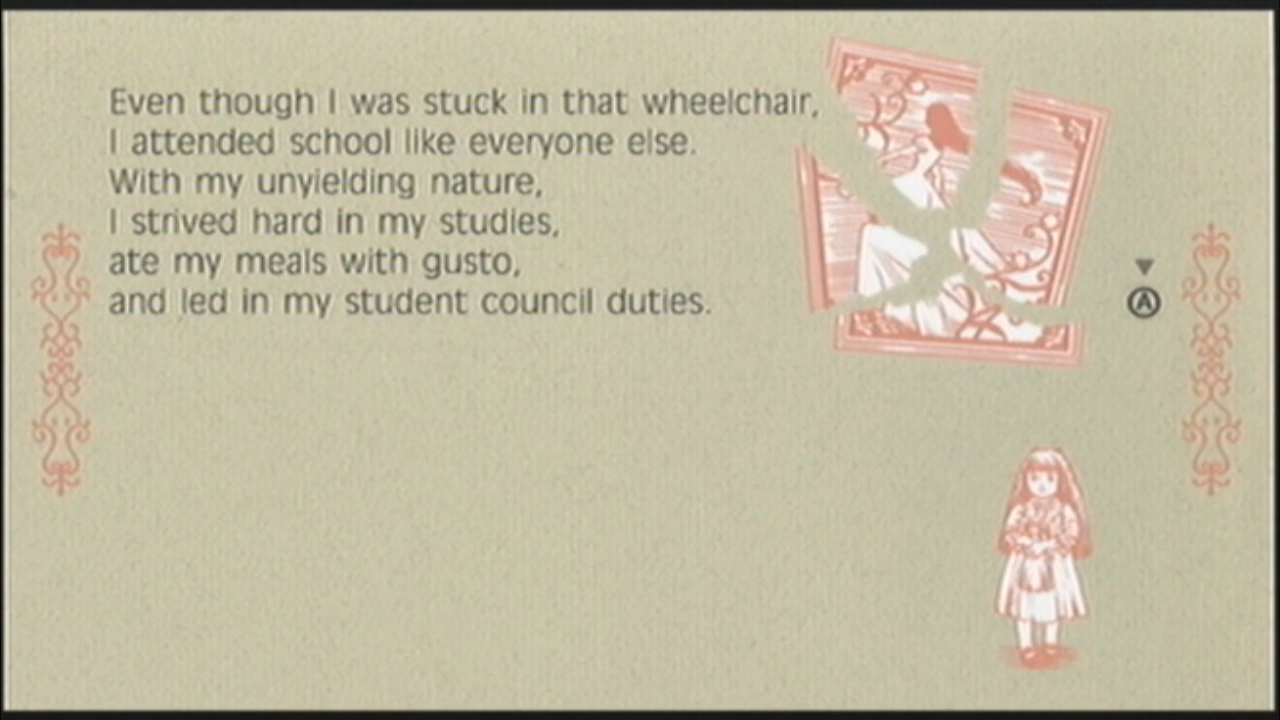 Even though I was stuck in that wheelchair,
I attended school like everyone else.
With my unyielding nature,
I strived hard in my studies,
ate my meals with gusto,
and led in my student council duties.
A